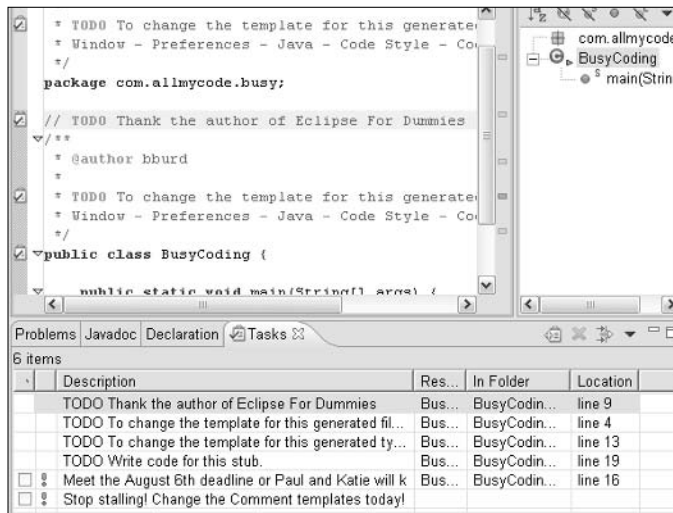 * TODO To change the template for this generate
* Window - Preferences - Java - Code Style - Co
*/
package com.allmycode.busy;
// TODO Thank the author of Eclipse For Dummies
/**
* @author bburd
*
* TODO To change the template for this generate
* Window - Preferences - Java - Code Style - Co
*/
public class BusyCoding {
public static void main(String[] args) {
com.allmycode
BusyCoding
S main(Strin
Problems Javadoc Declaration Tasks
6 items
Description Res... In Folder Location
TODO Thank the author of Eclipse For Dummies Bus... BusyCodin... line 9
TODO To change the template for this generated fil... Bus... BusyCodin... line 4
TODO To change the template for this generated ty... Bus... BusyCodin... line 13
TODO Write code for this stub. Bus... BusyCodin... line 19
Meet the August 6th deadline or Paul and Katie will k Bus... BusyCodin... line 16
Stop stalling! Change the Comment templates today!